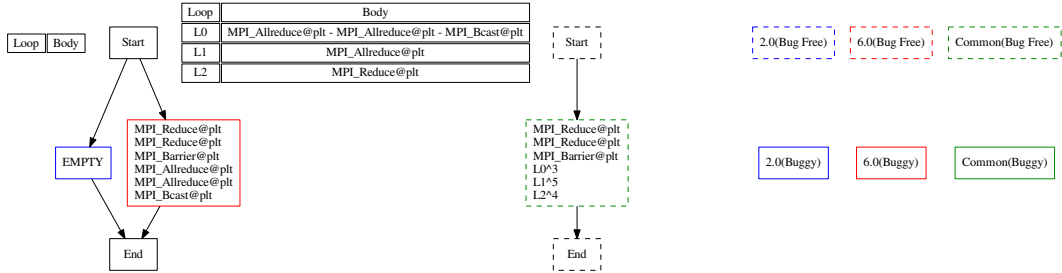 Loop Body
Start
Loop Body
L0 MPI_Allreduce@plt - MPI_Allreduce@plt - MPI_Bcast@plt
L1 MPI_Allreduce@plt
L2 MPI_Reduce@plt
Start
2.0(Bug Free)
6.0(Bug Free)
Common(Bug Free)
EMPTY
MPI_Reduce@plt
MPI_Reduce@plt
MPI_Barrier@plt
MPI_Allreduce@plt
MPI_Allreduce@plt
MPI_Bcast@plt
MPI_Reduce@plt
MPI_Reduce@plt
MPI_Barrier@plt
L0^3
L1^5
L2^4
2.0(Buggy)
6.0(Buggy)
Common(Buggy)
End
End